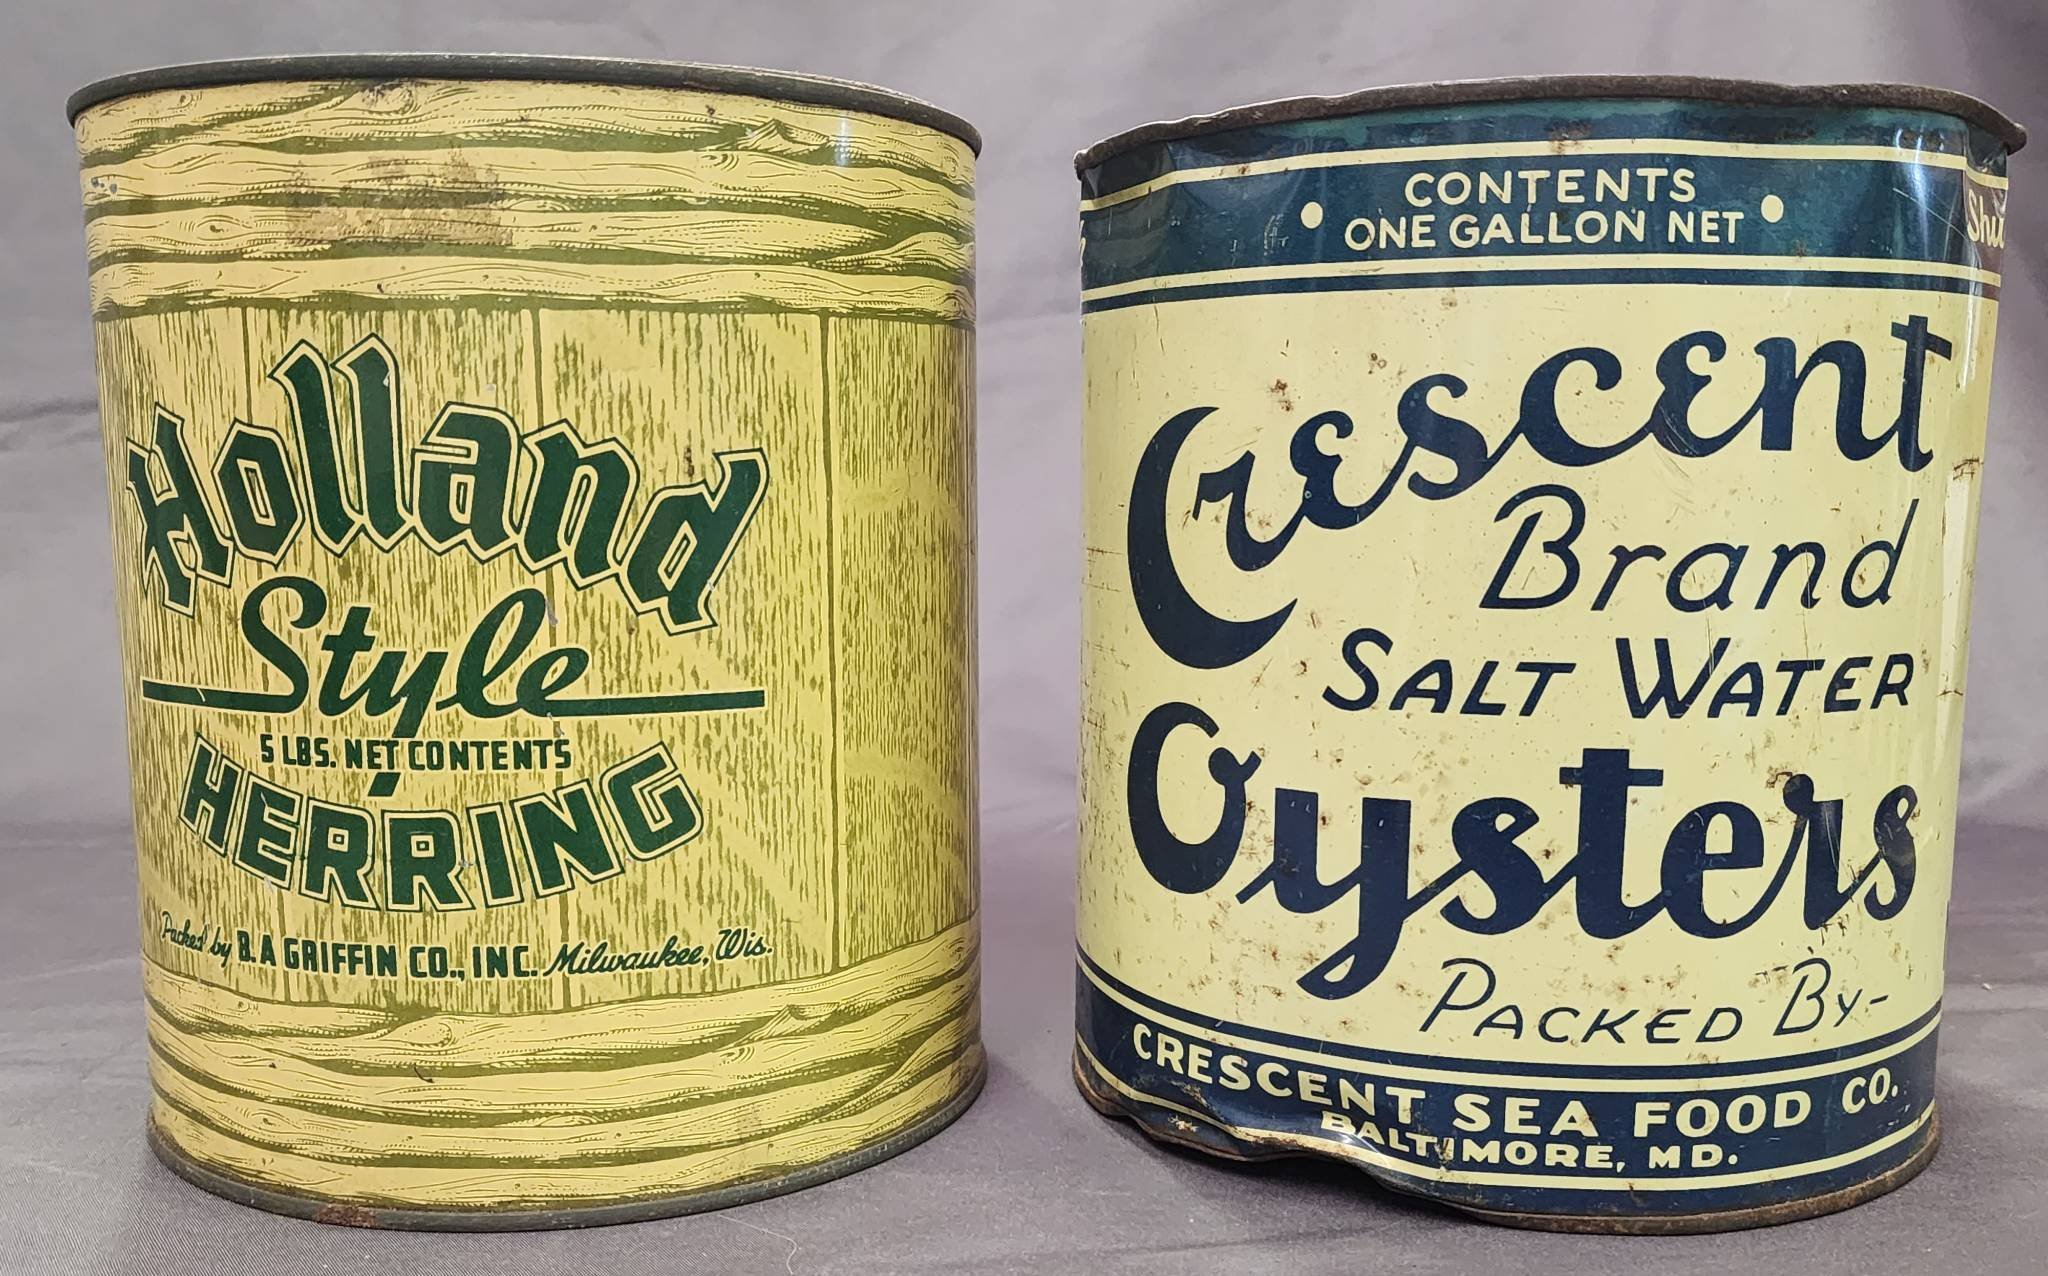 Holland
Style
5 LBS. NET CONTENTS
HERRING
Packed by B. A GRIFFIN CO., INC. Milwaukee, Wis.
CONTENTS
• ONE GALLON NET •
Crescent
Brand
SALT WATER
Oysters
PACKED BY-
CRESCENT SEA FOOD CO.
BALTIMORE, MD.